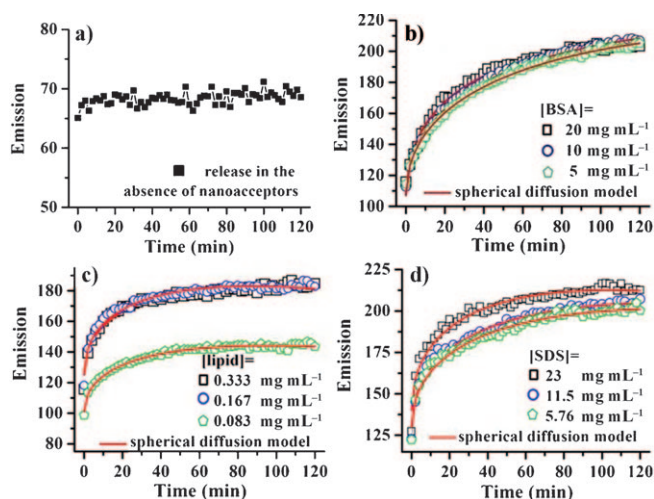 a)
Emission
80
75
70
65
60
55
50
release in the
absence of nanoacceptors
0 20 40 60 80 100 120
Time (min)
b)
Emission
200
180
160
140
120
100
[BSA]=
20 mg mL⁻¹
10 mg mL⁻¹
5 mg mL⁻¹
spherical diffusion model
0 20 40 60 80 100 120
Time (min)
c)
Emission
180
160
140
120
100
80
[lipid]=
0.333 mg mL⁻¹
0.167 mg mL⁻¹
0.083 mg mL⁻¹
spherical diffusion model
0 20 40 60 80 100 120
Time (min)
d)
Emission
225
200
175
150
125
[SDS]=
23 mg mL⁻¹
11.5 mg mL⁻¹
5.76 mg mL⁻¹
spherical diffusion model
0 20 40 60 80 100 120
Time (min)